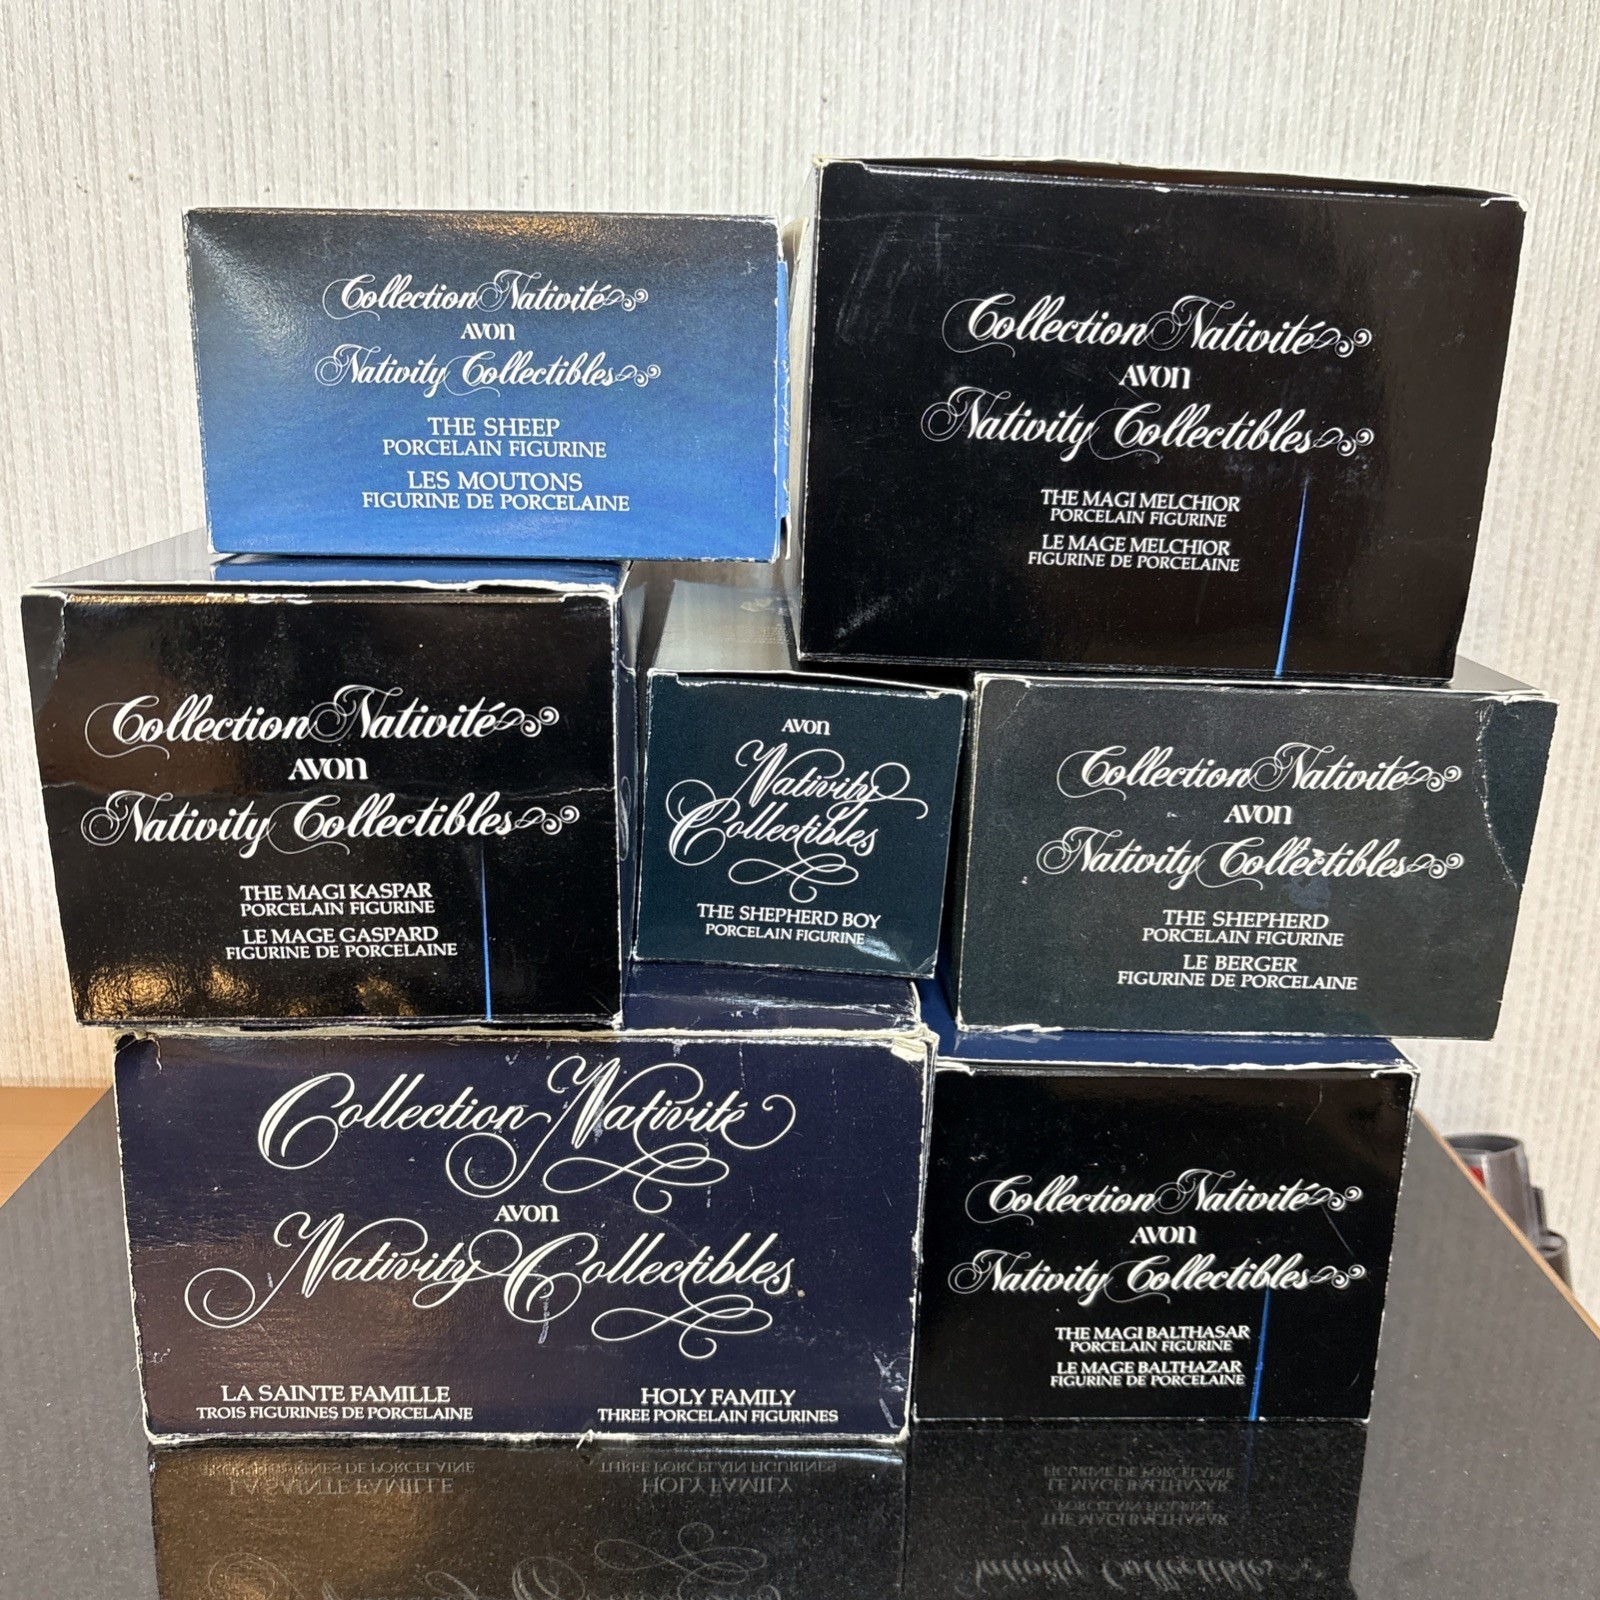 Collection Nativité
AVON
Nativity Collectibles
THE SHEEP
PORCELAIN FIGURINE
LES MOUTONS
FIGURINE DE PORCELAINE
Collection Nativité
AVON
Nativity Collectibles
THE MAGI MELCHIOR
PORCELAIN FIGURINE
LE MAGE MELCHIOR
FIGURINE DE PORCELAINE
Collection Nativité
AVON
Nativity Collectibles
THE MAGI KASPAR
PORCELAIN FIGURINE
LE MAGE GASPARD
FIGURINE DE PORCELAINE
AVON
Nativity
Collectibles
THE SHEPHERD BOY
PORCELAIN FIGURINE
Collection Nativité
AVON
Nativity Collectibles
THE SHEPHERD
PORCELAIN FIGURINE
LE BERGER
FIGURINE DE PORCELAINE
Collection Nativité
AVON
Nativity Collectibles
LA SAINTE FAMILLE
TROIS FIGURINES DE PORCELAINE
HOLY FAMILY
THREE PORCELAIN FIGURINES
Collection Nativité
AVON
Nativity Collectibles
THE MAGI BALTHASAR
PORCELAIN FIGURINE
LE MAGE BALTHAZAR
FIGURINE DE PORCELAINE